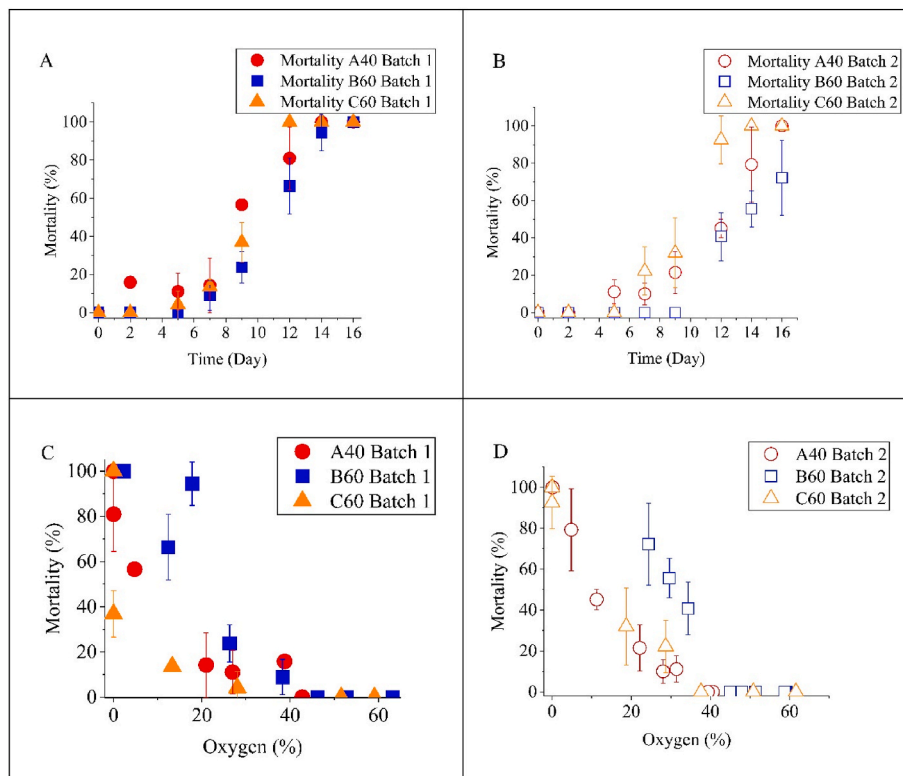 A
Mortality A40 Batch 1
Mortality B60 Batch 1
Mortality C60 Batch 1
100
80
60
40
20
0
Mortality (%)
0 2 4 6 8 10 12 14 16
Time (Day)
B
Mortality A40 Batch 2
Mortality B60 Batch 2
Mortality C60 Batch 2
100
80
60
40
20
0
Mortality (%)
0 2 4 6 8 10 12 14 16
Time (Day)
C
A40 Batch 1
B60 Batch 1
C60 Batch 1
100
80
60
40
20
0
Mortality (%)
0 20 40 60
Oxygen (%)
D
A40 Batch 2
B60 Batch 2
C60 Batch 2
100
80
60
40
20
0
Mortality (%)
0 20 40 60
Oxygen (%)